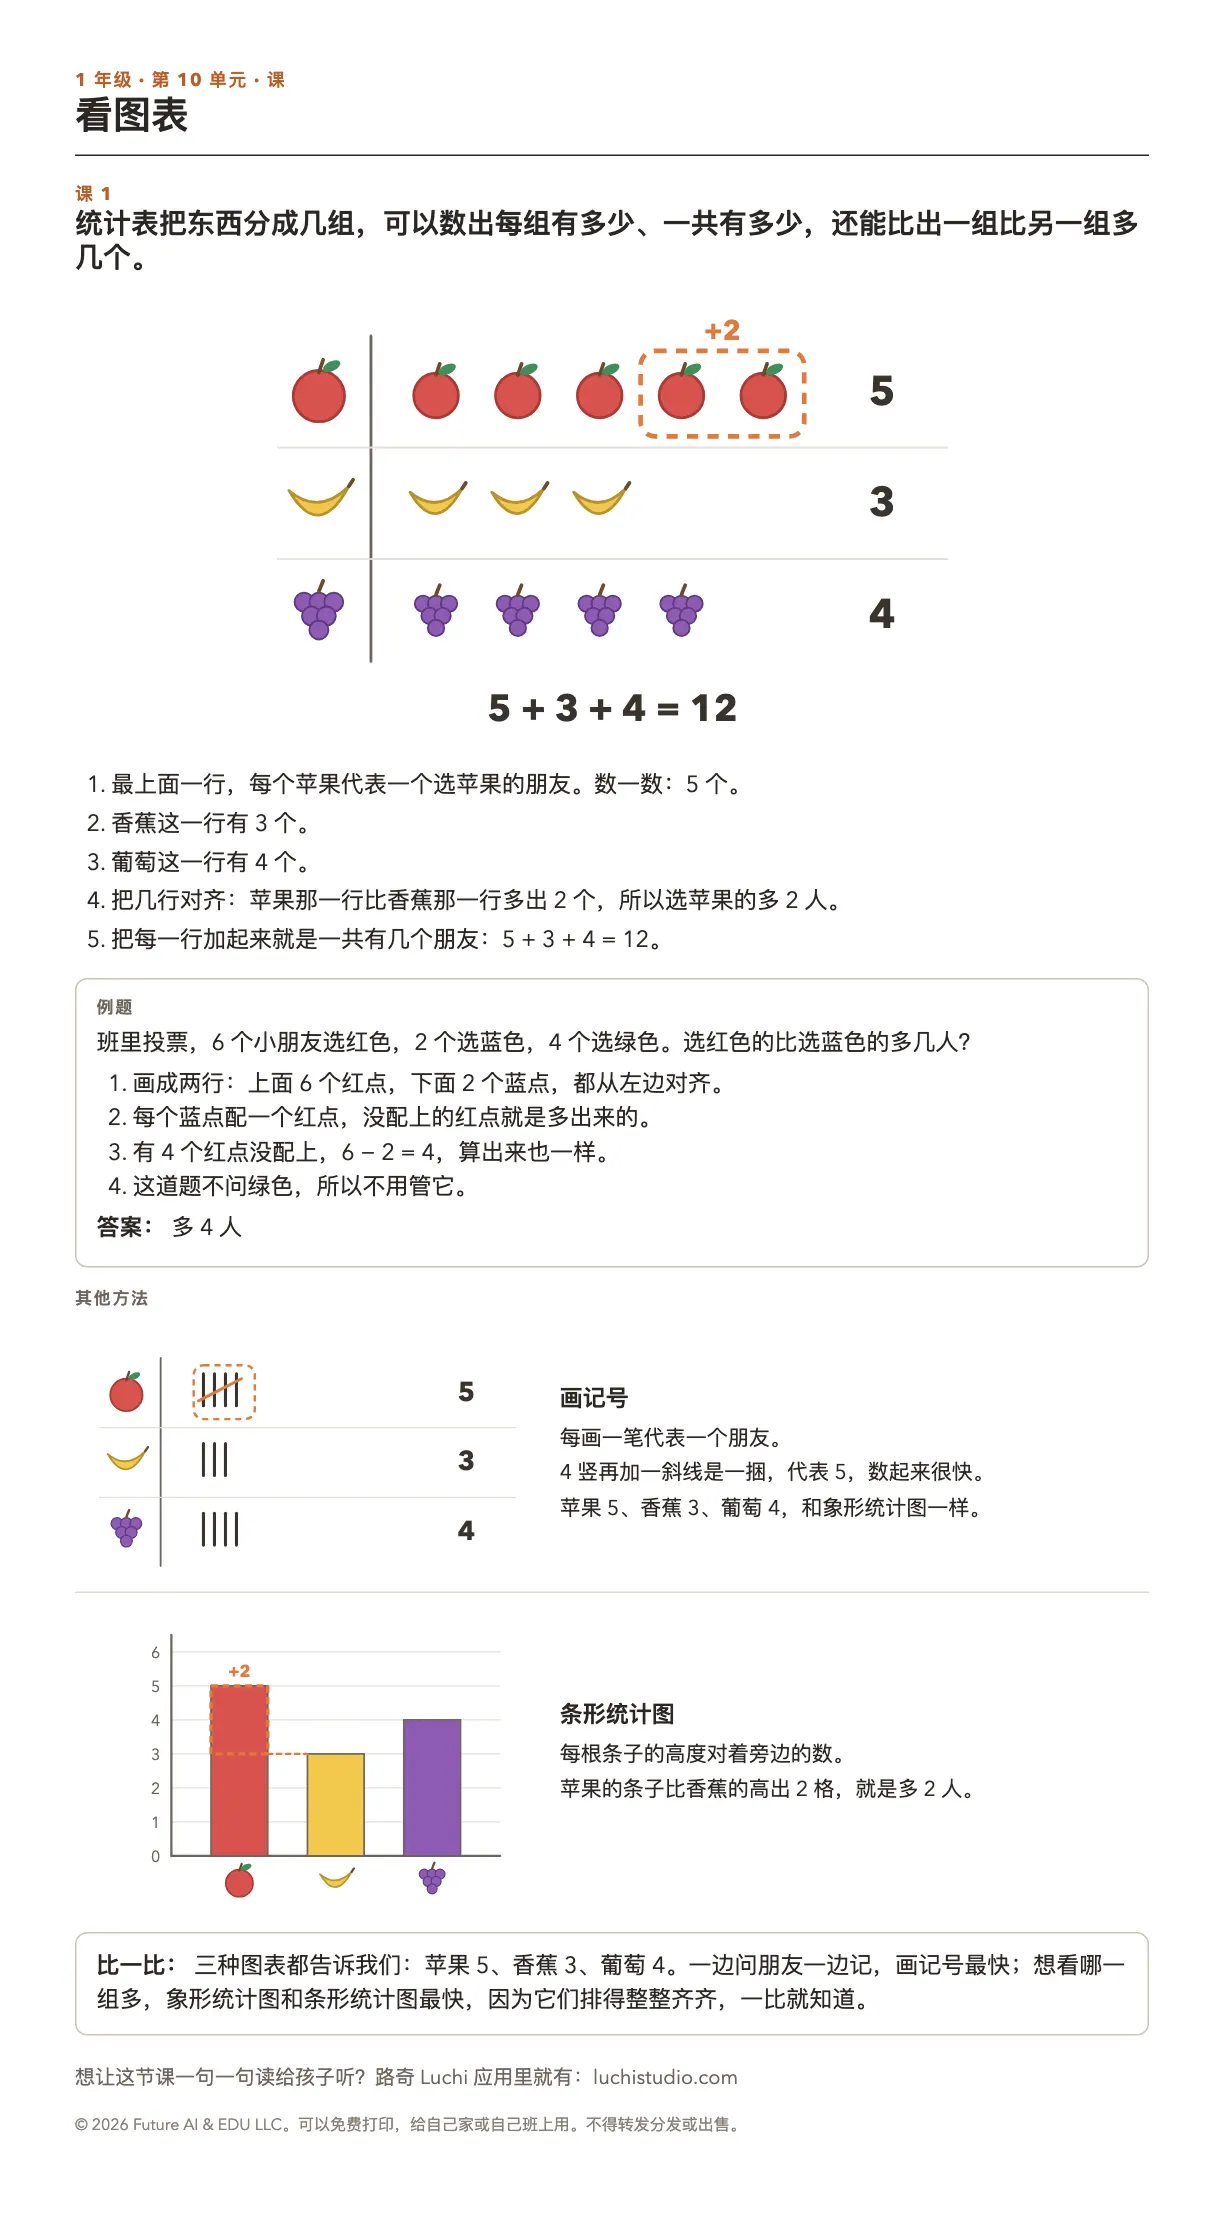 1 年级 · 第 10 单元 · 课
看图表
课 1
统计表把东西分成几组，可以数出每组有多少、一共有多少，还能比出一组比另一组多
几个。
+2
5
3
4
5 + 3 + 4 = 12
1. 最上面一行，每个苹果代表一个选苹果的朋友。数一数：5 个。
2. 香蕉这一行有 3 个。
3. 葡萄这一行有 4 个。
4. 把几行对齐：苹果那一行比香蕉那一行多出 2 个，所以选苹果的多 2 人。
5. 把每一行加起来就是一共有几个朋友：5 + 3 + 4 = 12。
例题
班里投票，6 个小朋友选红色，2 个选蓝色，4 个选绿色。选红色的比选蓝色的多几人？
1. 画成两行：上面 6 个红点，下面 2 个蓝点，都从左边对齐。
2. 每个蓝点配一个红点，没配上的红点就是多出来的。
3. 有 4 个红点没配上，6 − 2 = 4，算出来也一样。
4. 这道题不问绿色，所以不用管它。
答案： 多 4 人
其他方法
5
3
4
画记号
每画一笔代表一个朋友。
4 竖再加一斜线是一捆，代表 5，数起来很快。
苹果 5、香蕉 3、葡萄 4，和象形统计图一样。
6
+2
5
4
3
2
1
0
条形统计图
每根条子的高度对着旁边的数。
苹果的条子比香蕉的高出 2 格，就是多 2 人。
比一比： 三种图表都告诉我们：苹果 5、香蕉 3、葡萄 4。一边问朋友一边记，画记号最快；想看哪一
组多，象形统计图和条形统计图最快，因为它们排得整整齐齐，一比就知道。
想让这节课一句一句读给孩子听？路奇 Luchi 应用里就有：luchistudio.com
© 2026 Future AI & EDU LLC。可以免费打印，给自己家或自己班上用。不得转发分发或出售。